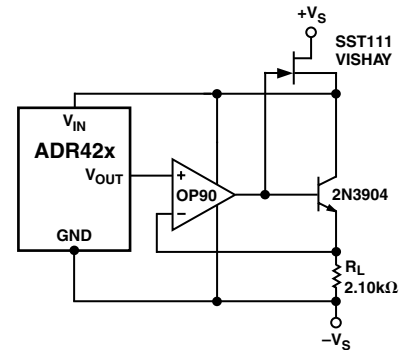 +VS
SST111
VISHAY
VIN
ADR42x
VOUT
GND
+
OP90
−
2N3904
RL
2.10kΩ
−VS